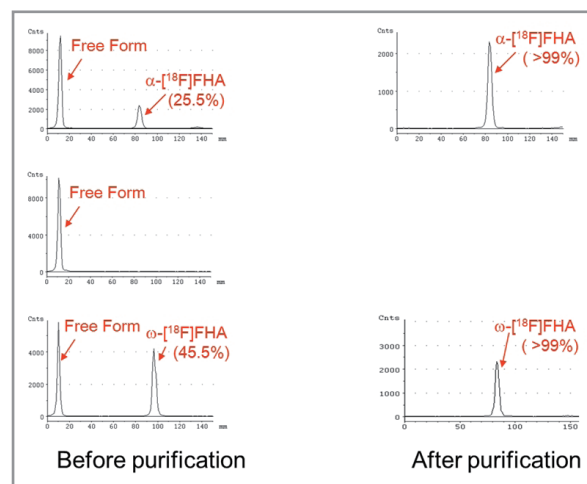 Cnts
8000
6000
4000
2000
0
0 20 40 60 80 100 120 140 mm
Free Form
α-[¹⁸F]FHA
(25.5%)
Cnts
2000
1000
0
0 20 40 60 80 100 120 140 mm
α-[¹⁸F]FHA
( >99%)
Cnts
8000
4000
0
0 20 40 60 80 100 120 140 mm
Free Form
Cnts
4000
2000
0
0 20 40 60 80 100 120 140 mm
Free Form
ω-[¹⁸F]FHA
(45.5%)
Cnts
3000
2000
1000
0
0 50 100 150
ω-[¹⁸F]FHA
( >99%)
Before purification
After purification